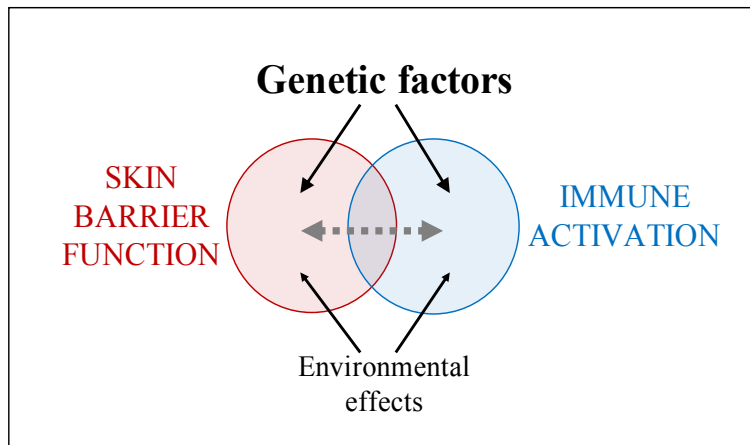 Genetic factors
SKIN
BARRIER
FUNCTION
IMMUNE
ACTIVATION
Environmental
effects